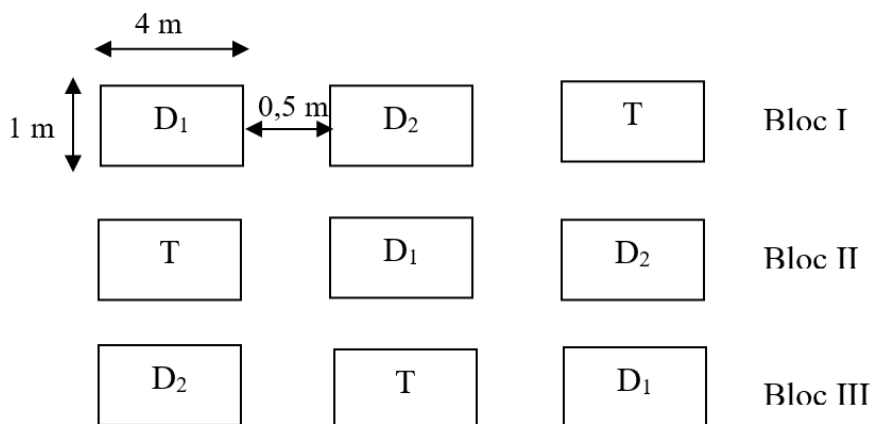 4 m
1 m
D₁
0,5 m
D₂
T
Bloc I
T
D₁
D₂
Bloc II
D₂
T
D₁
Bloc III